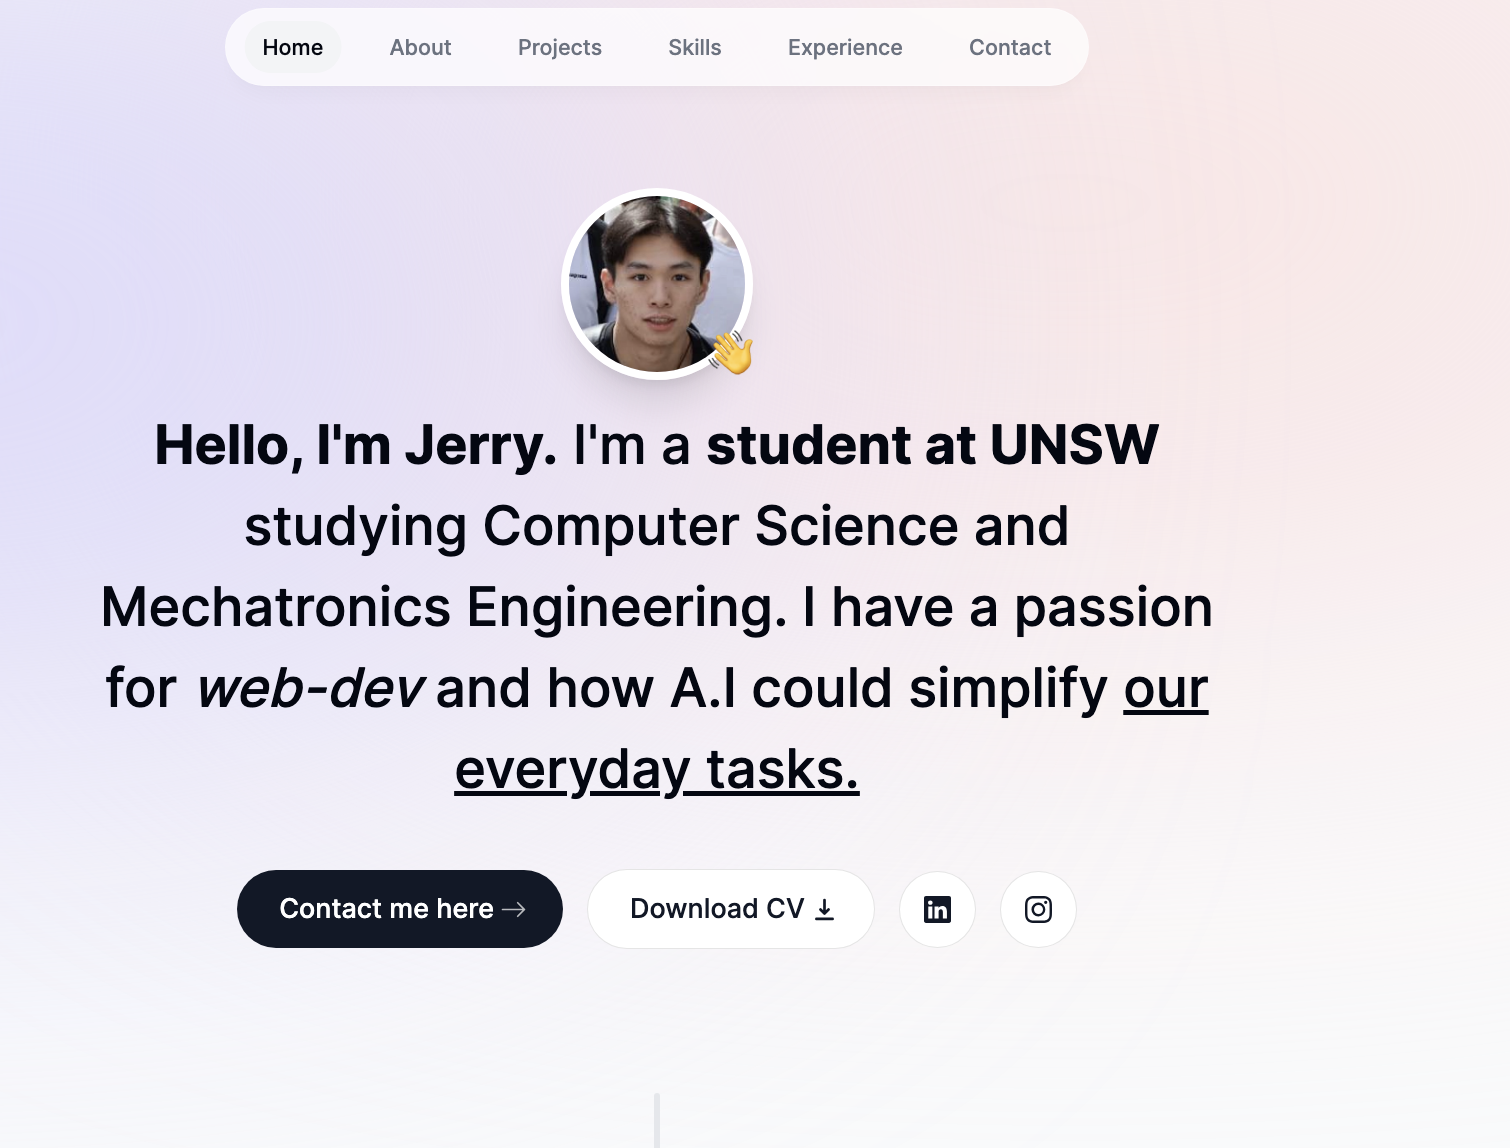 Home About Projects Skills Experience Contact
Hello, I'm Jerry. I'm a student at UNSW
studying Computer Science and
Mechatronics Engineering. I have a passion
for web-dev and how A.I could simplify our
everyday tasks.
Contact me here → Download CV in